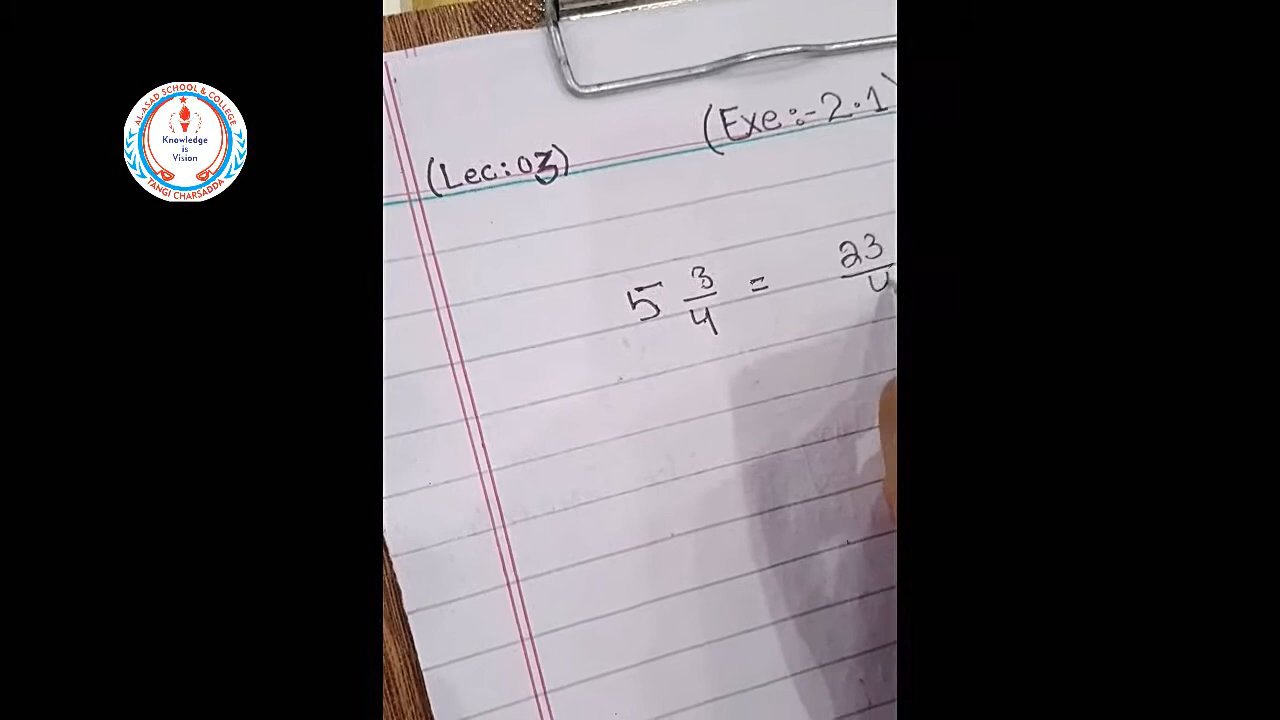 AL-ASAD SCHOOL & COLLEGE
Knowledge
is
Vision
TANGI CHARSADDA
(Exe:-2.1)
(Lec:03)
5 3/4 = 23/4